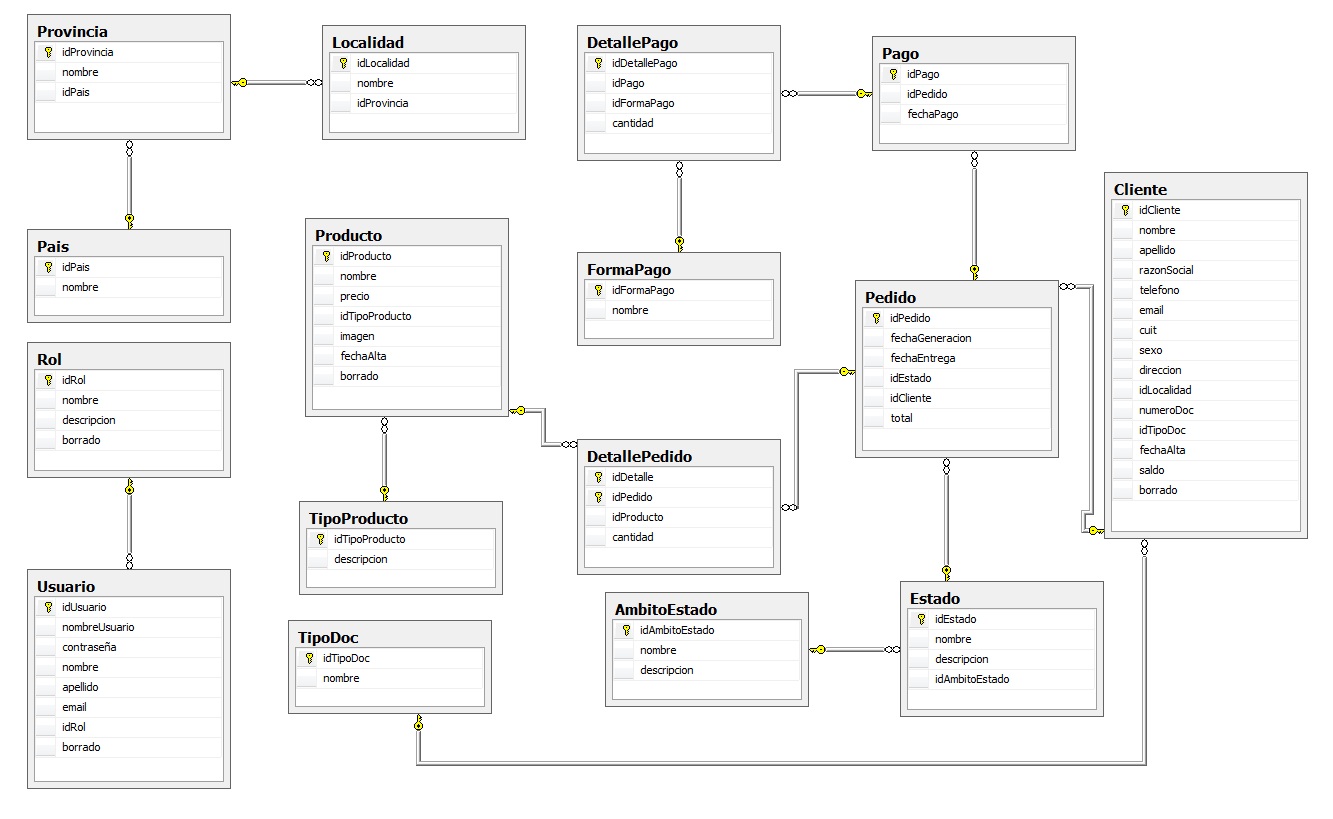 Provincia
idProvincia
nombre
idPais
Localidad
idLocalidad
nombre
idProvincia
DetallePago
idDetallePago
idPago
idFormaPago
cantidad
Pago
idPago
idPedido
fechaPago
Cliente
idCliente
nombre
apellido
razonSocial
telefono
email
cuit
sexo
direccion
idLocalidad
numeroDoc
idTipoDoc
fechaAlta
saldo
borrado
Pais
idPais
nombre
Producto
idProducto
nombre
precio
idTipoProducto
imagen
fechaAlta
borrado
FormaPago
idFormaPago
nombre
Pedido
idPedido
fechaGeneracion
fechaEntrega
idEstado
idCliente
total
Rol
idRol
nombre
descripcion
borrado
DetallePedido
idDetalle
idPedido
idProducto
cantidad
TipoProducto
idTipoProducto
descripcion
Usuario
idUsuario
nombreUsuario
contraseña
nombre
apellido
email
idRol
borrado
TipoDoc
idTipoDoc
nombre
AmbitoEstado
idAmbitoEstado
nombre
descripcion
Estado
idEstado
nombre
descripcion
idAmbitoEstado